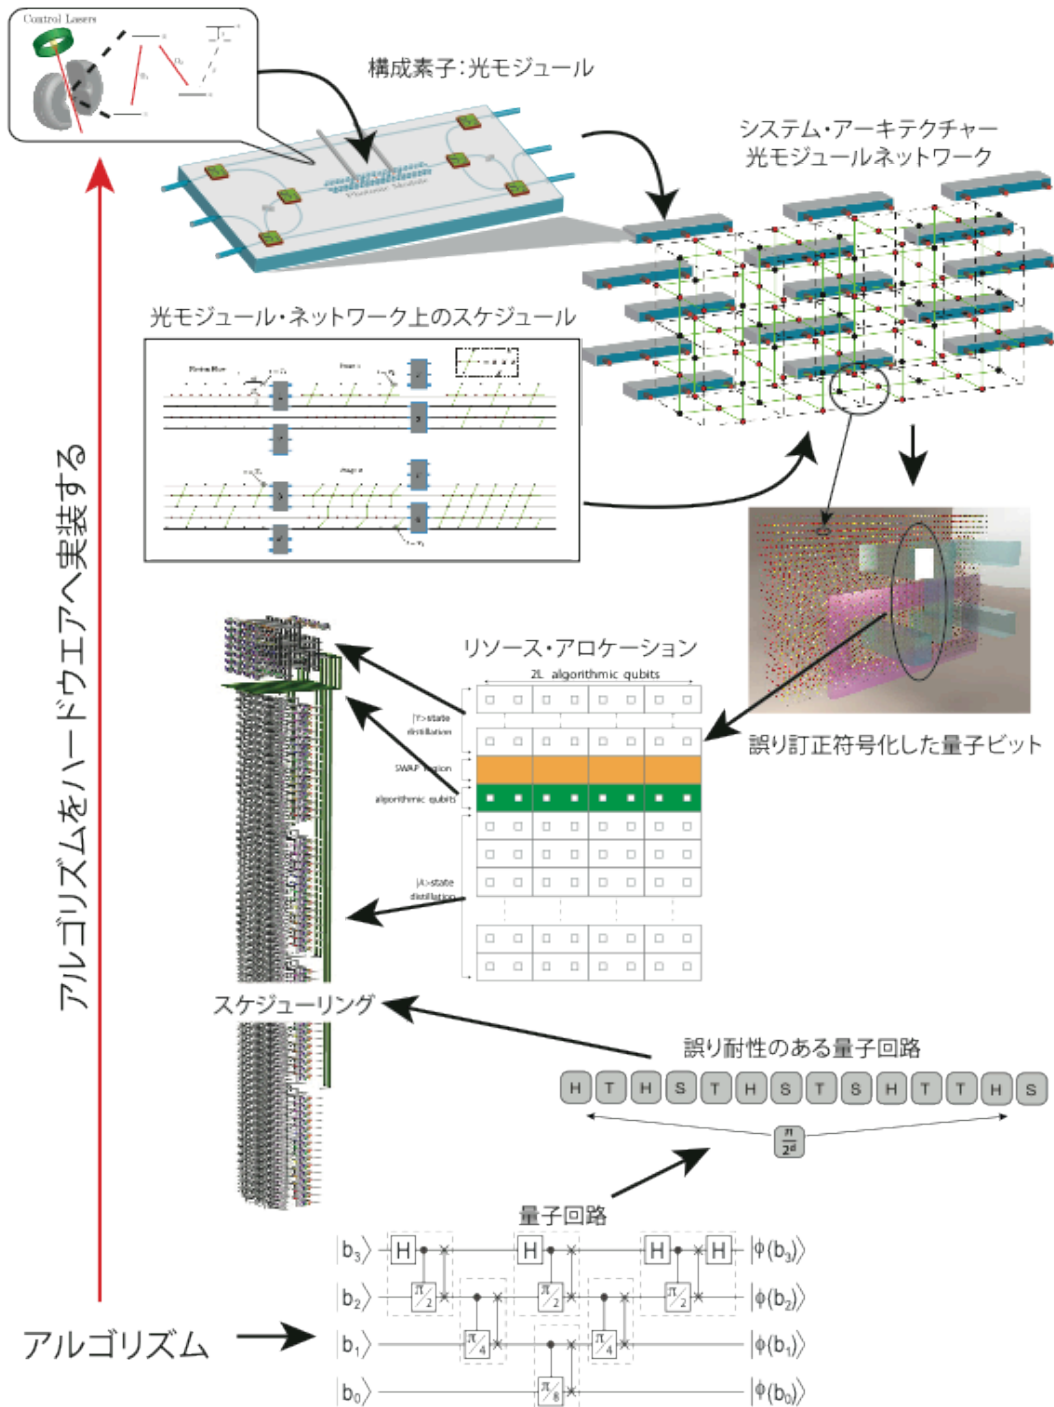 Control Lasers
構成素子：光モジュール
システム・アーキテクチャー
光モジュールネットワーク
Photonic Module
光モジュール・ネットワーク上のスケジュール
アルゴリズムをハードウエアへ実装する
リソース・アロケーション
2L algorithmic qubits
|Y>state
distillation
SWAP region
algorithmic qubits
|A>state
distillation
誤り訂正符号化した量子ビット
スケジューリング
誤り耐性のある量子回路
H T H S T H S T S H T T H S
π/2^d
量子回路
|b₃⟩ H H H H |ϕ(b₃)⟩
|b₂⟩ π/2 π/2 π/2 |ϕ(b₂)⟩
|b₁⟩ π/4 π/4 |ϕ(b₁)⟩
|b₀⟩ π/8 |ϕ(b₀)⟩
アルゴリズム